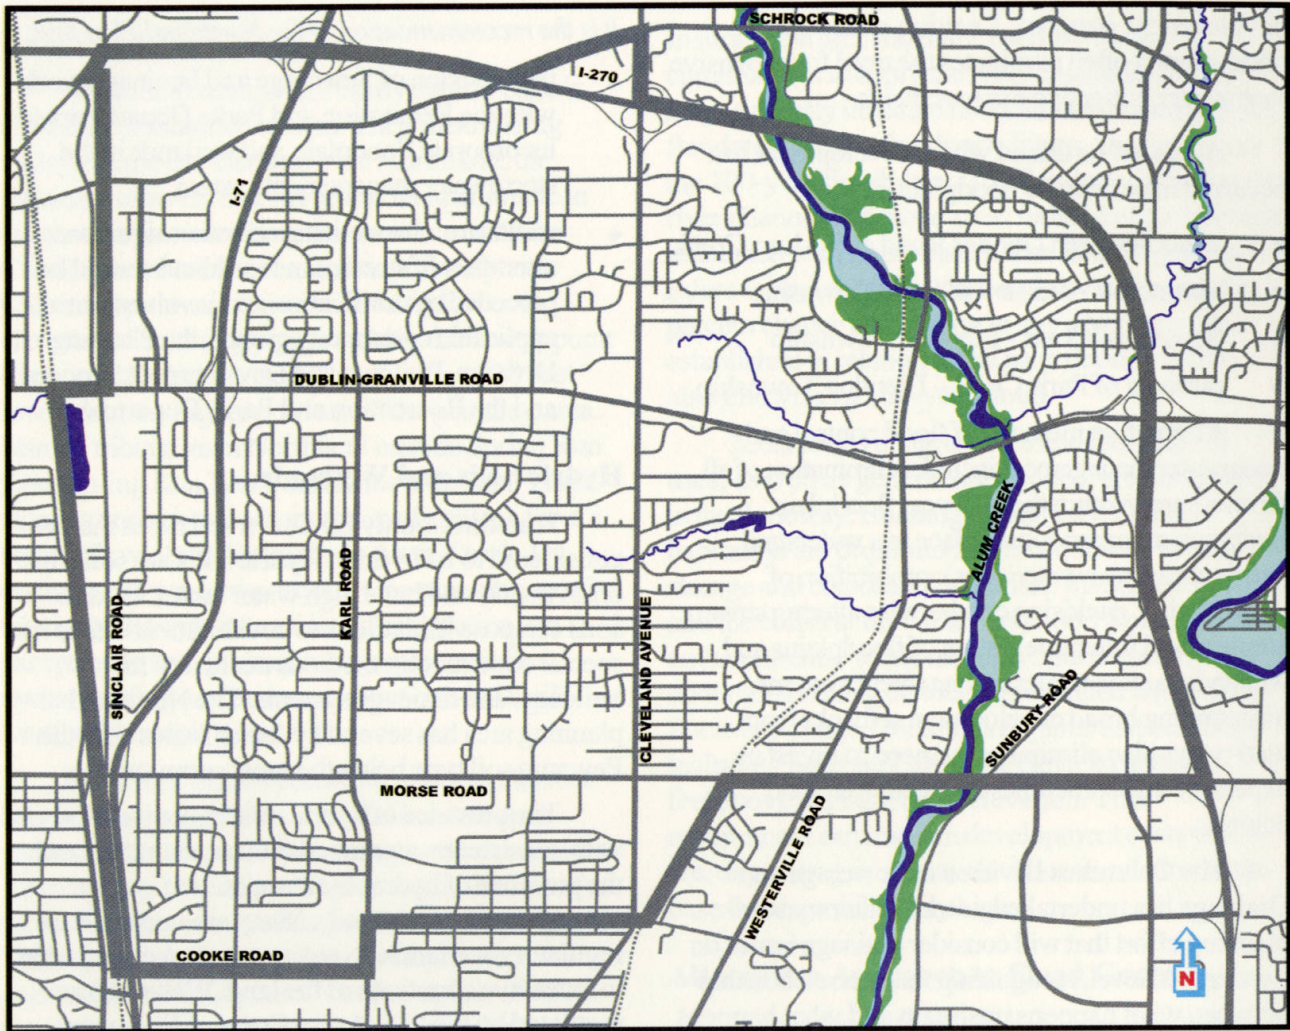 SCHROCK ROAD
I-270
I-71
DUBLIN-GRANVILLE ROAD
ALUM CREEK
KARL ROAD
SINCLAIR ROAD
CLEVELAND AVENUE
SUNBURY ROAD
MORSE ROAD
WESTERVILLE ROAD
COOKE ROAD
N